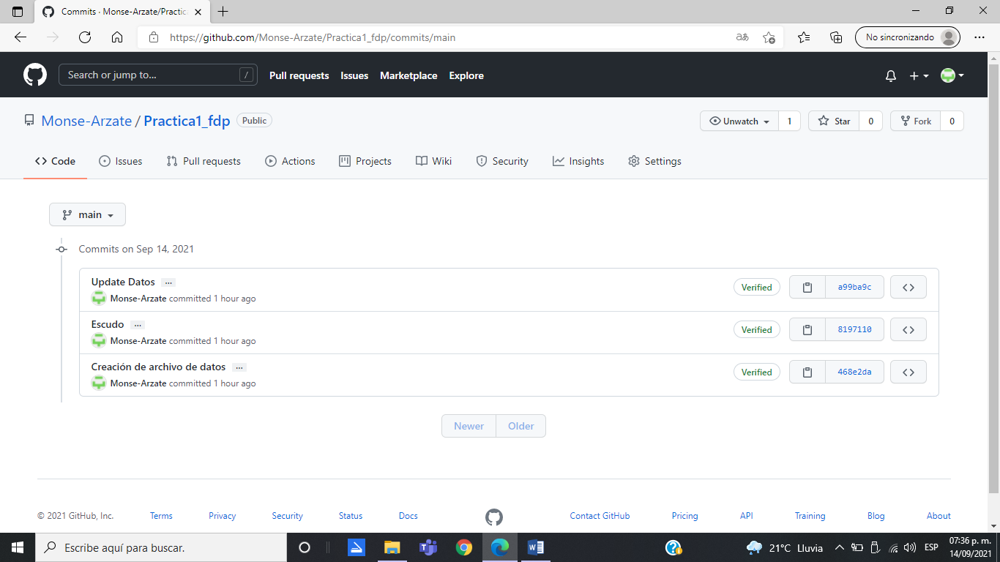 Commits · Monse-Arzate/Practic
https://github.com/Monse-Arzate/Practica1_fdp/commits/main
aあ
No sincronizando
Search or jump to...
/
Pull requests
Issues
Marketplace
Explore
Monse-Arzate / Practica1_fdp
Public
Unwatch
1
Star
0
Fork
0
Code
Issues
Pull requests
Actions
Projects
Wiki
Security
Insights
Settings
main
Commits on Sep 14, 2021
Update Datos ...
Monse-Arzate committed 1 hour ago
Verified
a99ba9c
Escudo ...
Monse-Arzate committed 1 hour ago
Verified
8197110
Creación de archivo de datos ...
Monse-Arzate committed 1 hour ago
Verified
468e2da
Newer
Older
© 2021 GitHub, Inc.
Terms
Privacy
Security
Status
Docs
Contact GitHub
Pricing
API
Training
Blog
About
Escribe aquí para buscar.
21°C Lluvia
ESP
07:36 p. m.
14/09/2021